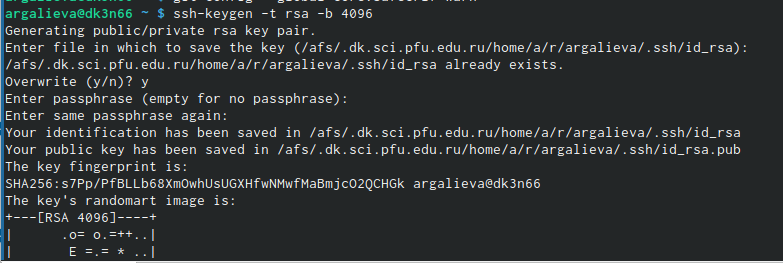 argalieva@dk3n66 ~ $ ssh-keygen -t rsa -b 4096
Generating public/private rsa key pair.
Enter file in which to save the key (/afs/.dk.sci.pfu.edu.ru/home/a/r/argalieva/.ssh/id_rsa):
/afs/.dk.sci.pfu.edu.ru/home/a/r/argalieva/.ssh/id_rsa already exists.
Overwrite (y/n)? y
Enter passphrase (empty for no passphrase):
Enter same passphrase again:
Your identification has been saved in /afs/.dk.sci.pfu.edu.ru/home/a/r/argalieva/.ssh/id_rsa
Your public key has been saved in /afs/.dk.sci.pfu.edu.ru/home/a/r/argalieva/.ssh/id_rsa.pub
The key fingerprint is:
SHA256:s7Pp/PfBLLb68XmOwhUsUGXHfwNMwfMaBmjcO2QCHGk argalieva@dk3n66
The key's randomart image is:
+---[RSA 4096]----+
|      .o= o.=++..|
|       E =.= * ..|